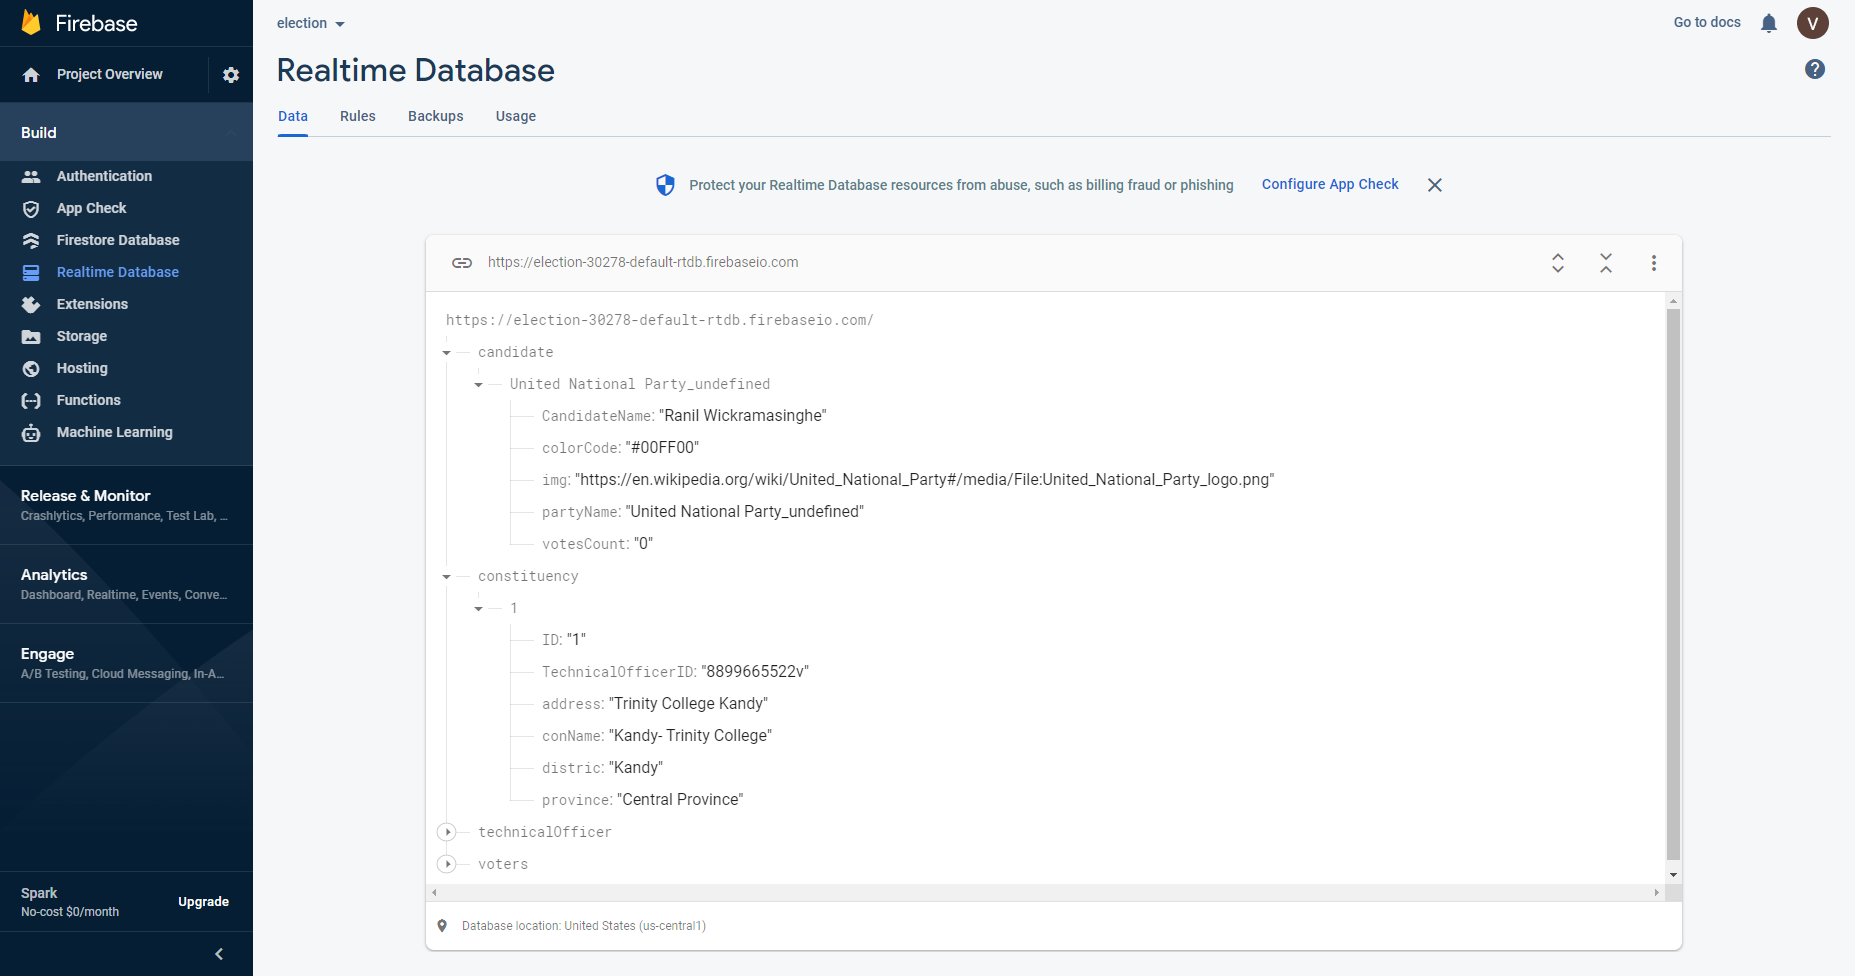 Firebase
Project Overview
Build
Authentication
App Check
Firestore Database
Realtime Database
Extensions
Storage
Hosting
Functions
Machine Learning
Release & Monitor
Crashlytics, Performance, Test Lab, ...
Analytics
Dashboard, Realtime, Events, Conve...
Engage
A/B Testing, Cloud Messaging, In-A...
Spark
No-cost $0/month
Upgrade
election
Go to docs
V
Realtime Database
?
Data Rules Backups Usage
Protect your Realtime Database resources from abuse, such as billing fraud or phishing Configure App Check
https://election-30278-default-rtdb.firebaseio.com
https://election-30278-default-rtdb.firebaseio.com/
candidate
United National Party_undefined
CandidateName: "Ranil Wickramasinghe"
colorCode: "#00FF00"
img: "https://en.wikipedia.org/wiki/United_National_Party#/media/File:United_National_Party_logo.png"
partyName: "United National Party_undefined"
votesCount: "0"
constituency
1
ID: "1"
TechnicalOfficerID: "8899665522v"
address: "Trinity College Kandy"
conName: "Kandy- Trinity College"
distric: "Kandy"
province: "Central Province"
technicalOfficer
voters
Database location: United States (us-central1)